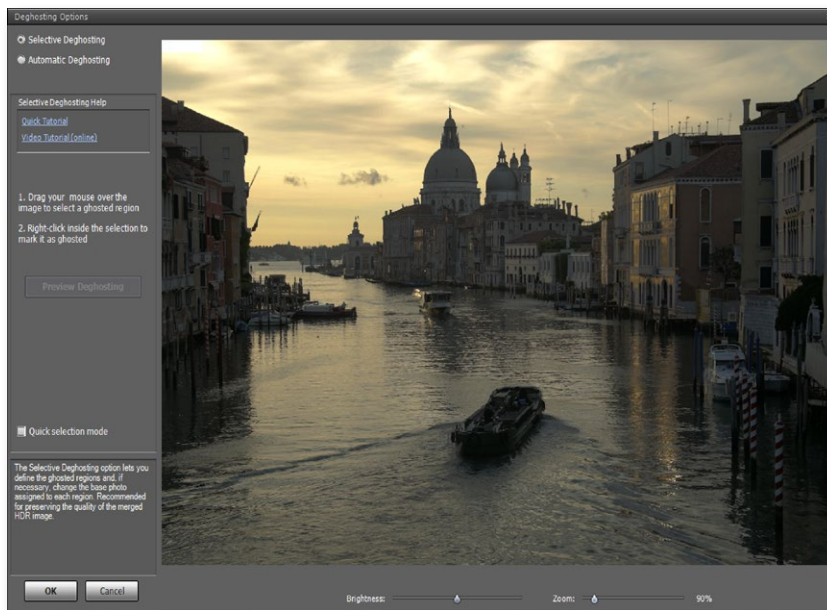 Deghosting Options
Selective Deghosting
Automatic Deghosting
Selective Deghosting Help
Quick Tutorial
Video Tutorial (online)
1. Drag your mouse over the
image to select a ghosted region
2. Right-click inside the selection to
mark it as ghosted
Preview Deghosting
Quick selection mode
The Selective Deghosting option lets you
define the ghosted regions and, if
necessary, change the base photo
assigned to each region. Recommended
for preserving the quality of the merged
HDR image.
OK Cancel
Brightness: Zoom: 90%